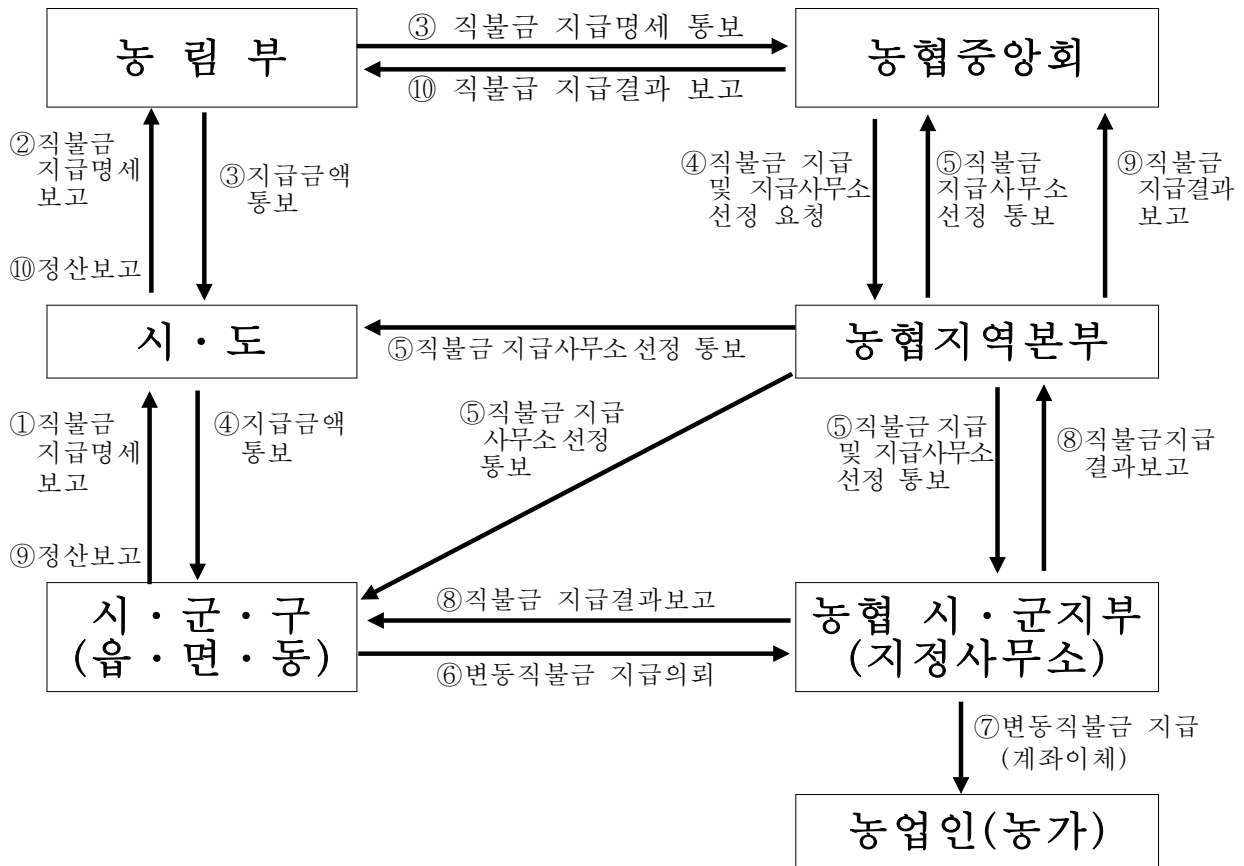 ③ 직불금 지급명세 통보
농 림 부
농협중앙회
⑩ 직불급 지급결과 보고
②직불금
지급명세
보고
③지급금액
통보
④직불금 지급
및 지급사무소
선정 요청
⑤직불금
지급사무소
선정 통보
⑨직불금
지급결과
보고
⑩정산보고
시 · 도
농협지역본부
⑤직불금 지급사무소 선정 통보
①직불금
지급명세
보고
④지급금액
통보
⑤직불금 지급
사무소 선정
통보
⑤직불금 지급
및 지급사무소
선정 통보
⑧직불금지급
결과보고
⑨정산보고
시 · 군 · 구
(읍 · 면 · 동)
⑧직불금 지급결과보고
농협 시 · 군지부
(지정사무소)
⑥변동직불금 지급의뢰
⑦변동직불금 지급
(계좌이체)
농업인(농가)